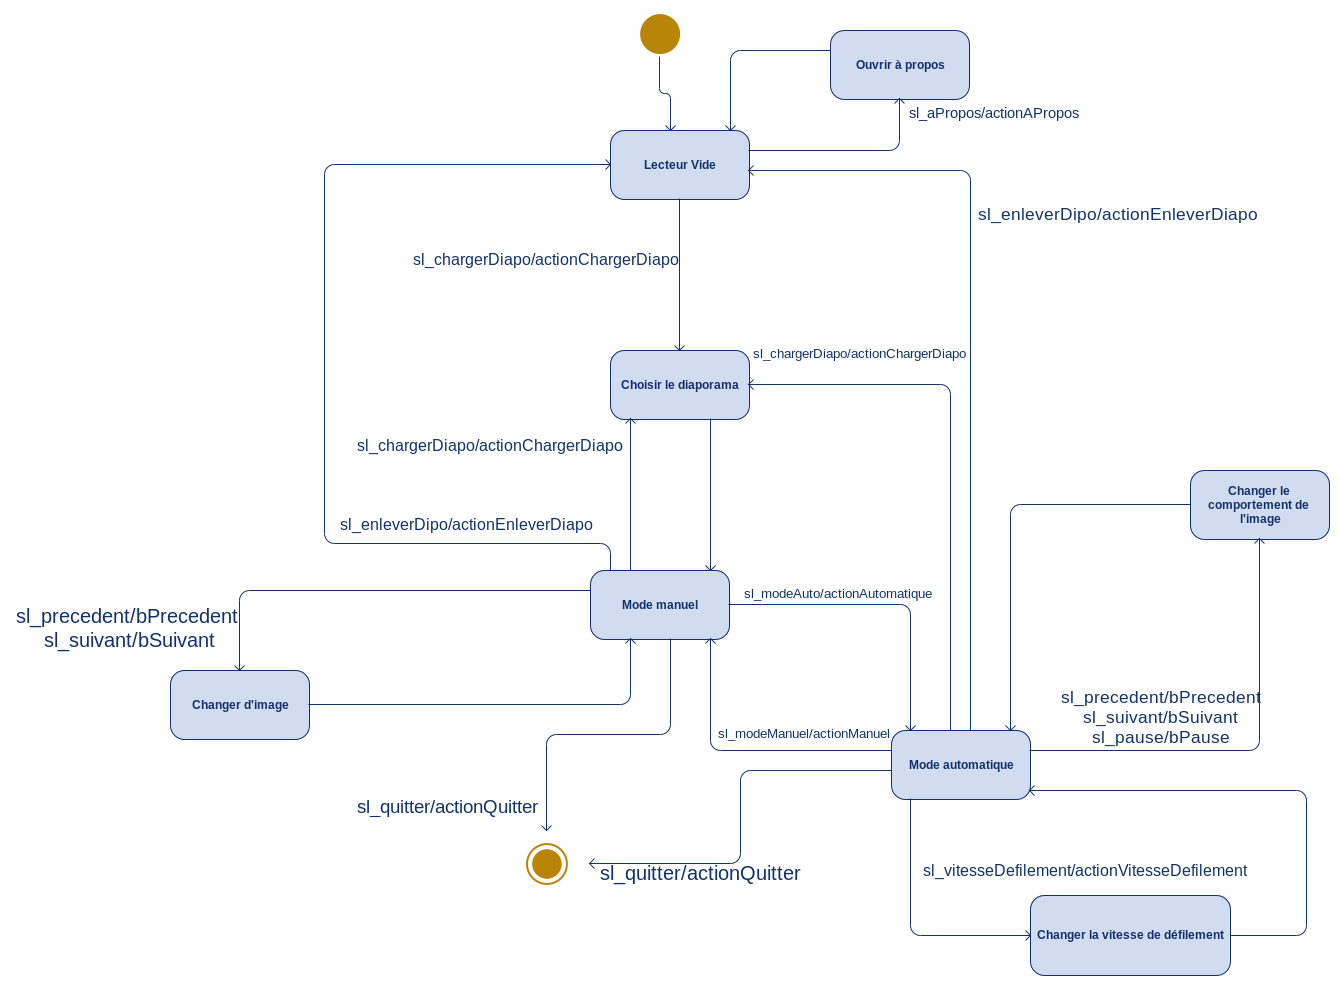 Ouvrir à propos
sl_aPropos/actionAPropos
Lecteur Vide
sl_enleverDipo/actionEnleverDiapo
sl_chargerDiapo/actionChargerDiapo
sl_chargerDiapo/actionChargerDiapo
Choisir le diaporama
sl_chargerDiapo/actionChargerDiapo
Changer le
comportement de
l'image
sl_enleverDipo/actionEnleverDiapo
Mode manuel
sl_modeAuto/actionAutomatique
sl_precedent/bPrecedent
sl_suivant/bSuivant
Changer d'image
sl_precedent/bPrecedent
sl_suivant/bSuivant
sl_pause/bPause
sl_modeManuel/actionManuel
Mode automatique
sl_quitter/actionQuitter
sl_quitter/actionQuitter
sl_vitesseDefilement/actionVitesseDefilement
Changer la vitesse de défilement